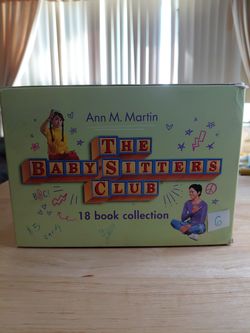 Ann M. Martin
THE
BABY-SITTERS
CLUB
18 book collection
6